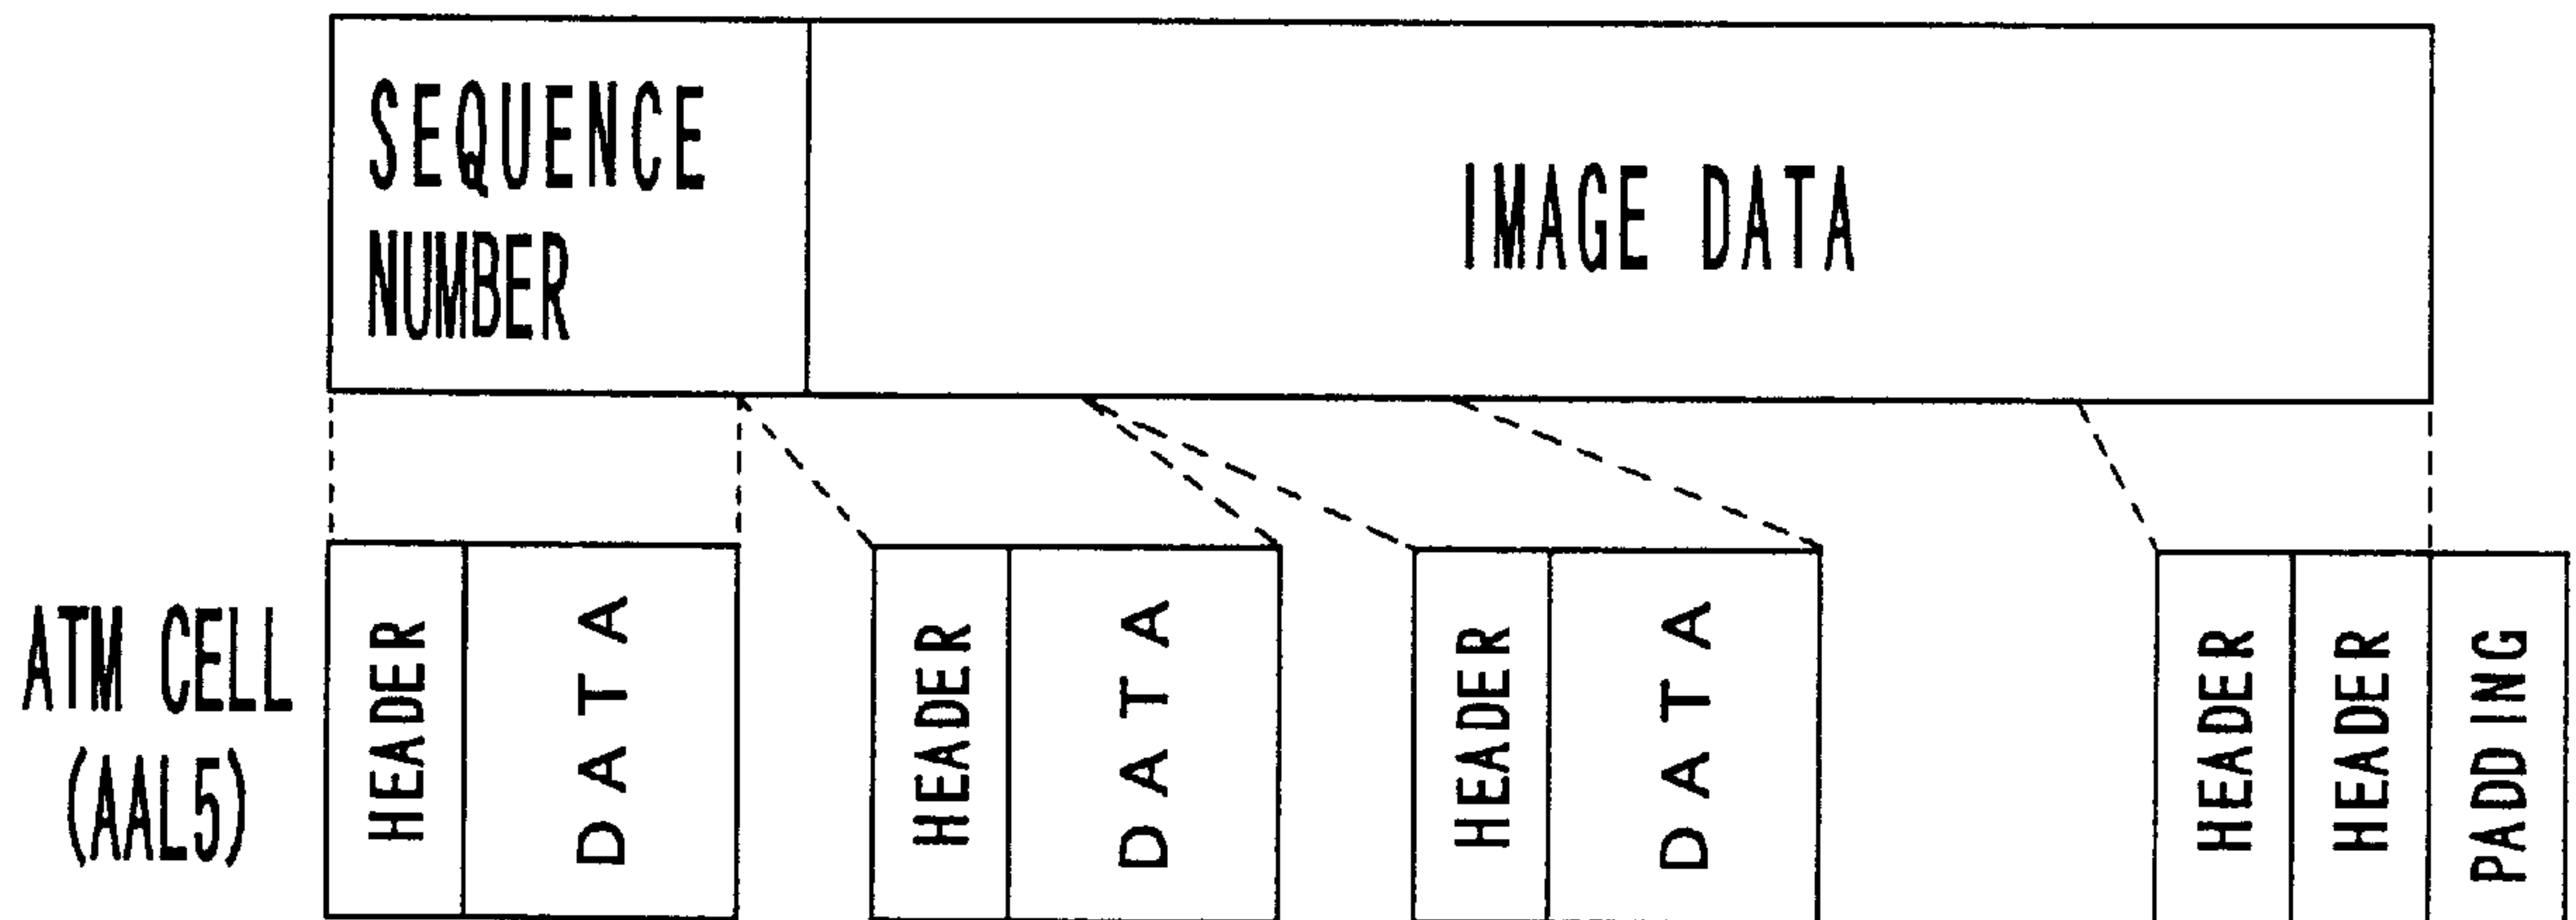 SEQUENCE
NUMBER
IMAGE DATA
ATM CELL
(AAL5)
HEADER
DATA
HEADER
DATA
HEADER
DATA
HEADER
HEADER
PADDING